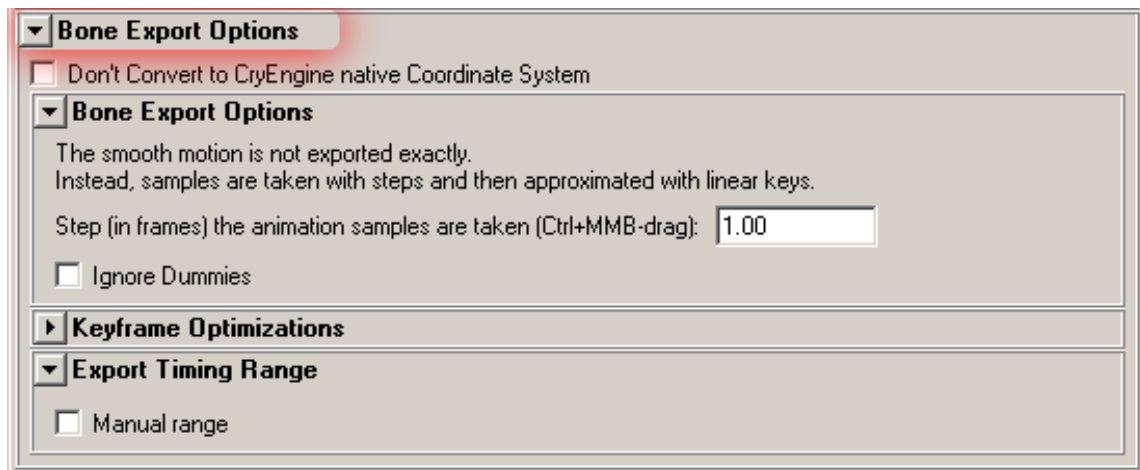 Bone Export Options
Don't Convert to CryEngine native Coordinate System
Bone Export Options
The smooth motion is not exported exactly.
Instead, samples are taken with steps and then approximated with linear keys.
Step (in frames) the animation samples are taken (Ctrl+MMB-drag): 1.00
Ignore Dummies
Keyframe Optimizations
Export Timing Range
Manual range